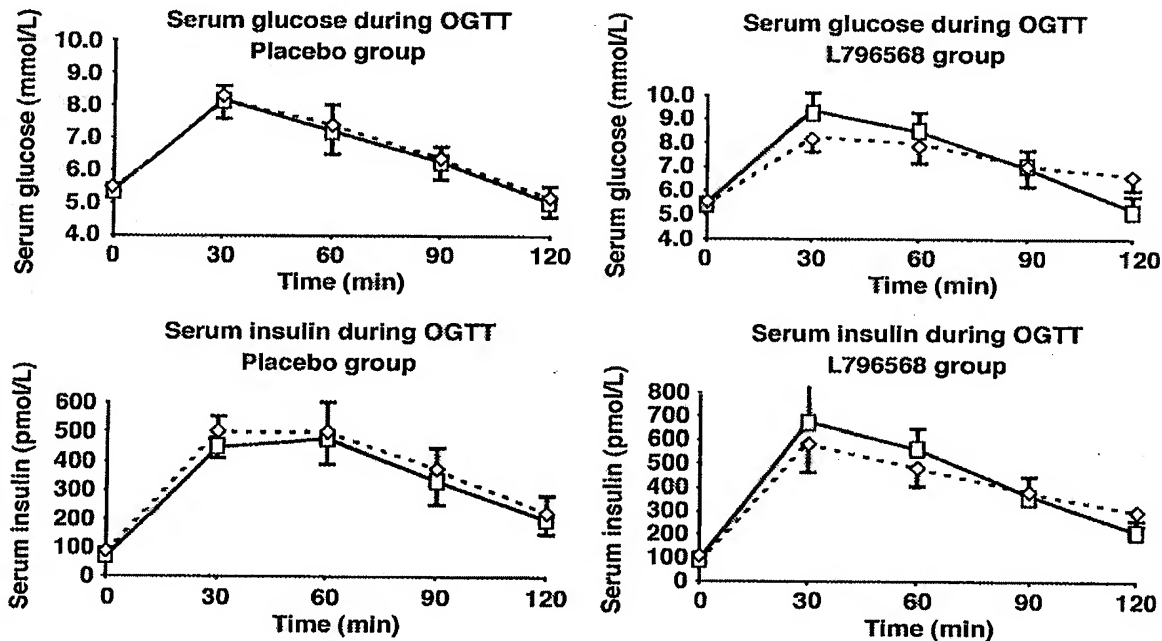 Serum glucose during OGTT
Placebo group
Serum glucose (mmol/L)
10.0
9.0
8.0
7.0
6.0
5.0
4.0
0 30 60 90 120
Time (min)
Serum glucose during OGTT
L796568 group
Serum glucose (mmol/L)
10.0
9.0
8.0
7.0
6.0
5.0
4.0
0 30 60 90 120
Time (min)
Serum insulin during OGTT
Placebo group
Serum insulin (pmol/L)
600
500
400
300
200
100
0
0 30 60 90 120
Time (min)
Serum insulin during OGTT
L796568 group
Serum insulin (pmol/L)
800
700
600
500
400
300
200
100
0
0 30 60 90 120
Time (min)